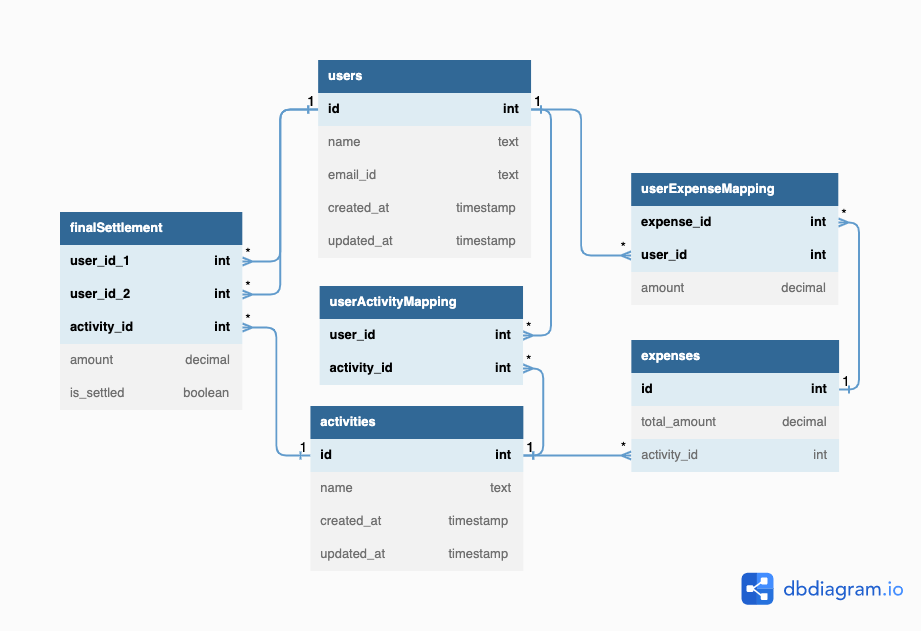 users
1 id int 1
name text
email_id text
created_at timestamp
updated_at timestamp
userExpenseMapping
expense_id int *
* user_id int
amount decimal
finalSettlement
user_id_1 int *
user_id_2 int *
activity_id int *
amount decimal
is_settled boolean
userActivityMapping
user_id int *
activity_id int *
expenses
id int 1
total_amount decimal
* activity_id int
activities
1 id int 1
name text
created_at timestamp
updated_at timestamp
dbdiagram.io